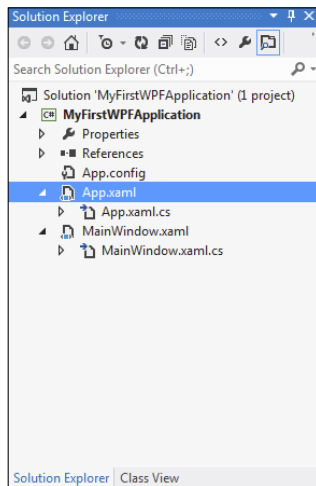 Solution Explorer
Search Solution Explorer (Ctrl+;)
Solution 'MyFirstWPFApplication' (1 project)
C# MyFirstWPFApplication
Properties
References
App.config
App.xaml
App.xaml.cs
MainWindow.xaml
MainWindow.xaml.cs
Solution Explorer Class View